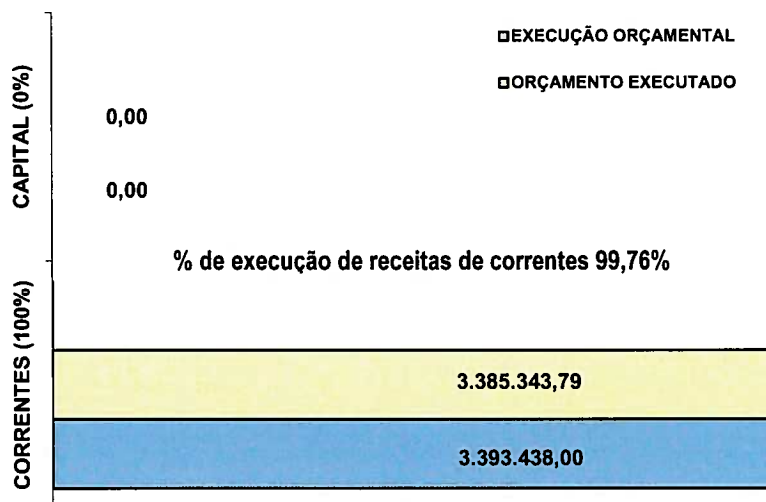 EXECUÇÃO ORÇAMENTAL
ORÇAMENTO EXECUTADO
CAPITAL (0%)
0,00
0,00
% de execução de receitas de correntes 99,76%
CORRENTES (100%)
3.385.343,79
3.393.438,00